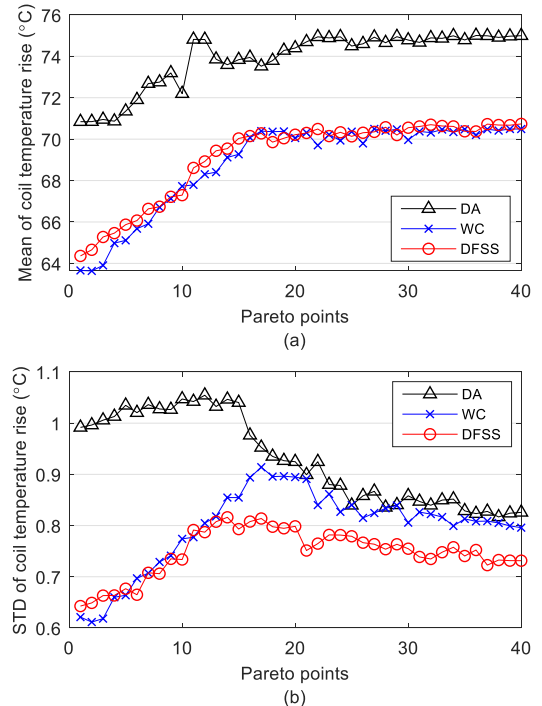 Mean of coil temperature rise (°C)
76
74
72
70
68
66
64
0
10
20
30
40
DA
WC
DFSS
Pareto points
(a)
STD of coil temperature rise (°C)
1.1
1
0.9
0.8
0.7
0.6
0
10
20
30
40
DA
WC
DFSS
Pareto points
(b)